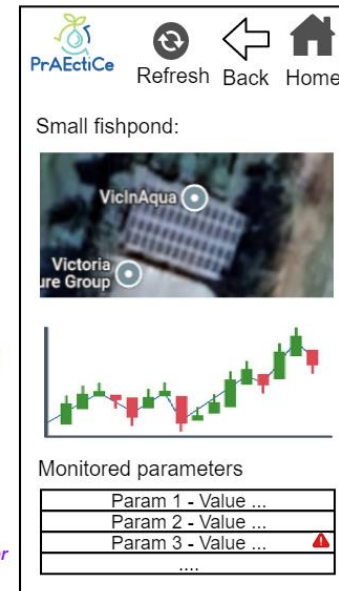 PrAEctiCe
Refresh Back Home
Small fishpond:
VicInAqua
Victoria
ure Group
Monitored parameters
Param 1 - Value ...
Param 2 - Value ...
Param 3 - Value ...
....